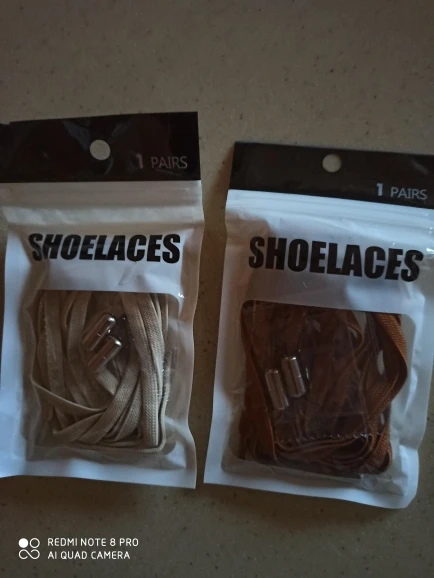 1 PAIRS
SHOELACES
1 PAIRS
SHOELACES
REDMI NOTE 8 PRO
AI QUAD CAMERA